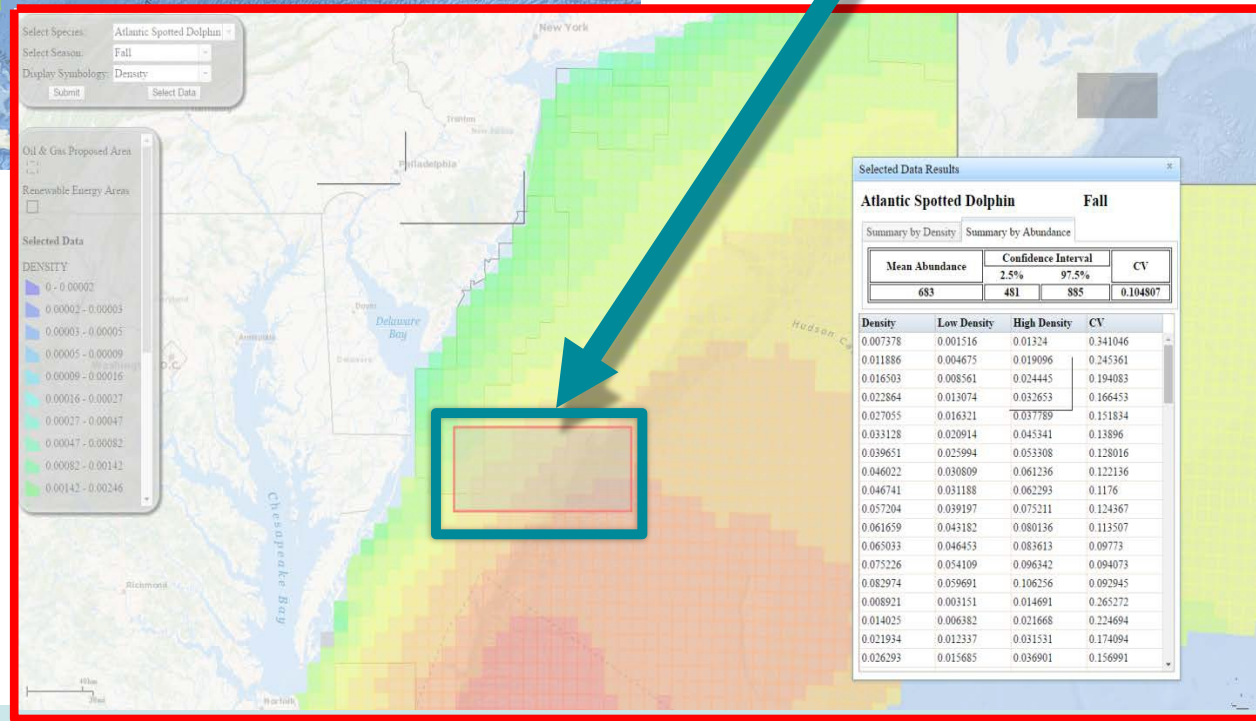 Select Species: Atlantic Spotted Dolphin
Select Season: Fall
Display Symbology: Density
Submit Select Data
Oil & Gas Proposed Area
Renewable Energy Areas
Selected Data
DENSITY
0 - 0.00002
0.00002 - 0.00003
0.00003 - 0.00005
0.00005 - 0.00009
0.00009 - 0.00016
0.00016 - 0.00027
0.00027 - 0.00047
0.00047 - 0.00082
0.00082 - 0.00142
0.00142 - 0.00246
New York
Trenton
Philadelphia
Dover
Delaware
Bay
Delaware
Annapolis
D.C.
Hudson
Chesapeake Bay
Richmond
Norfolk
Selected Data Results x
Atlantic Spotted Dolphin Fall
Summary by Density Summary by Abundance
Mean Abundance Confidence Interval CV
2.5% 97.5%
683 481 885 0.104807
Density Low Density High Density CV
0.007378 0.001516 0.01324 0.341046
0.011886 0.004675 0.019096 0.245361
0.016503 0.008561 0.024445 0.194083
0.022864 0.013074 0.032653 0.166453
0.027055 0.016321 0.037789 0.151834
0.033128 0.020914 0.045341 0.13896
0.039651 0.025994 0.053308 0.128016
0.046022 0.030809 0.061236 0.122136
0.046741 0.031188 0.062293 0.1176
0.057204 0.039197 0.075211 0.124367
0.061659 0.043182 0.080136 0.113507
0.065033 0.046453 0.083613 0.09773
0.075226 0.054109 0.096342 0.094073
0.082974 0.059691 0.106256 0.092945
0.008921 0.003151 0.014691 0.265272
0.014025 0.006382 0.021668 0.224694
0.021934 0.012337 0.031531 0.174094
0.026293 0.015685 0.036901 0.156991